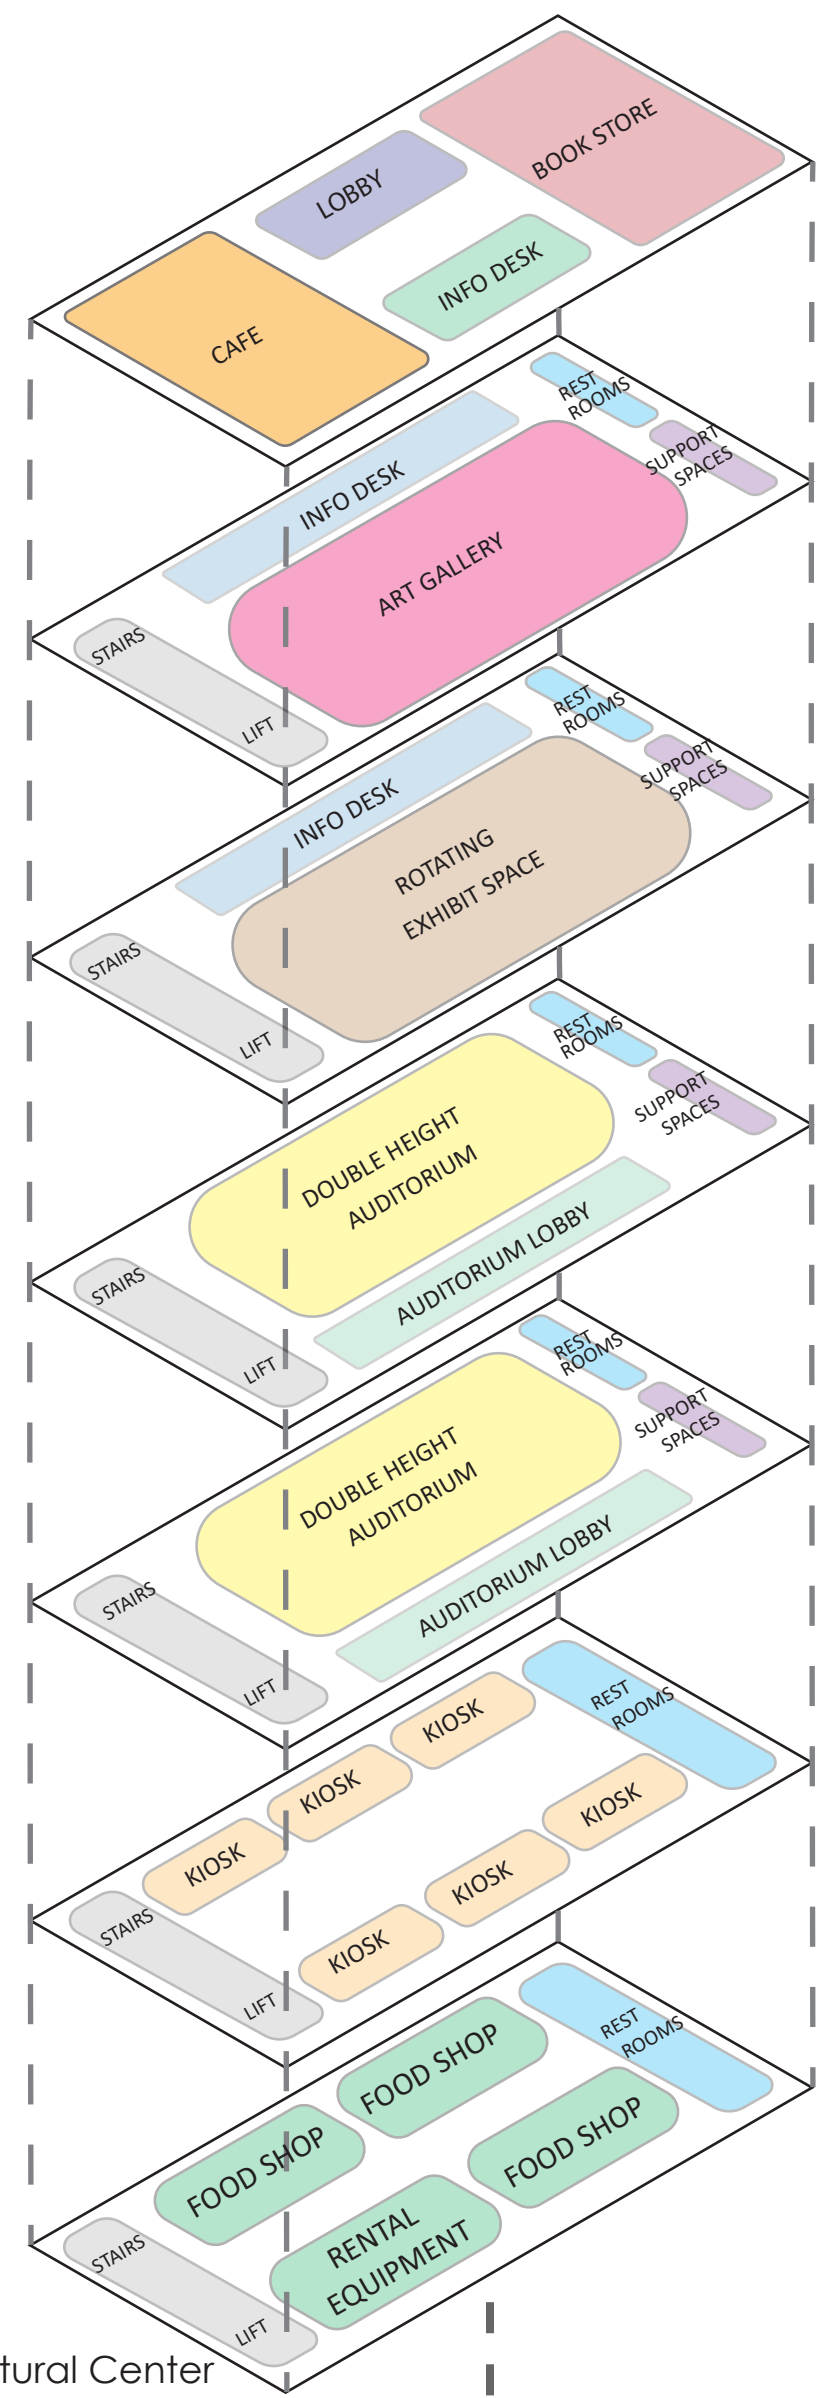 BOOK STORE
LOBBY
INFO DESK
CAFE
REST
ROOMS
SUPPORT
SPACES
INFO DESK
ART GALLERY
STAIRS
LIFT
REST
ROOMS
SUPPORT
SPACES
INFO DESK
ROTATING
EXHIBIT SPACE
STAIRS
LIFT
REST
ROOMS
SUPPORT
SPACES
DOUBLE HEIGHT
AUDITORIUM
AUDITORIUM LOBBY
STAIRS
LIFT
REST
ROOMS
SUPPORT
SPACES
DOUBLE HEIGHT
AUDITORIUM
AUDITORIUM LOBBY
STAIRS
LIFT
REST
ROOMS
KIOSK
KIOSK
KIOSK
KIOSK
KIOSK
KIOSK
STAIRS
LIFT
REST
ROOMS
FOOD SHOP
FOOD SHOP
FOOD SHOP
RENTAL
EQUIPMENT
STAIRS
LIFT
tural Center